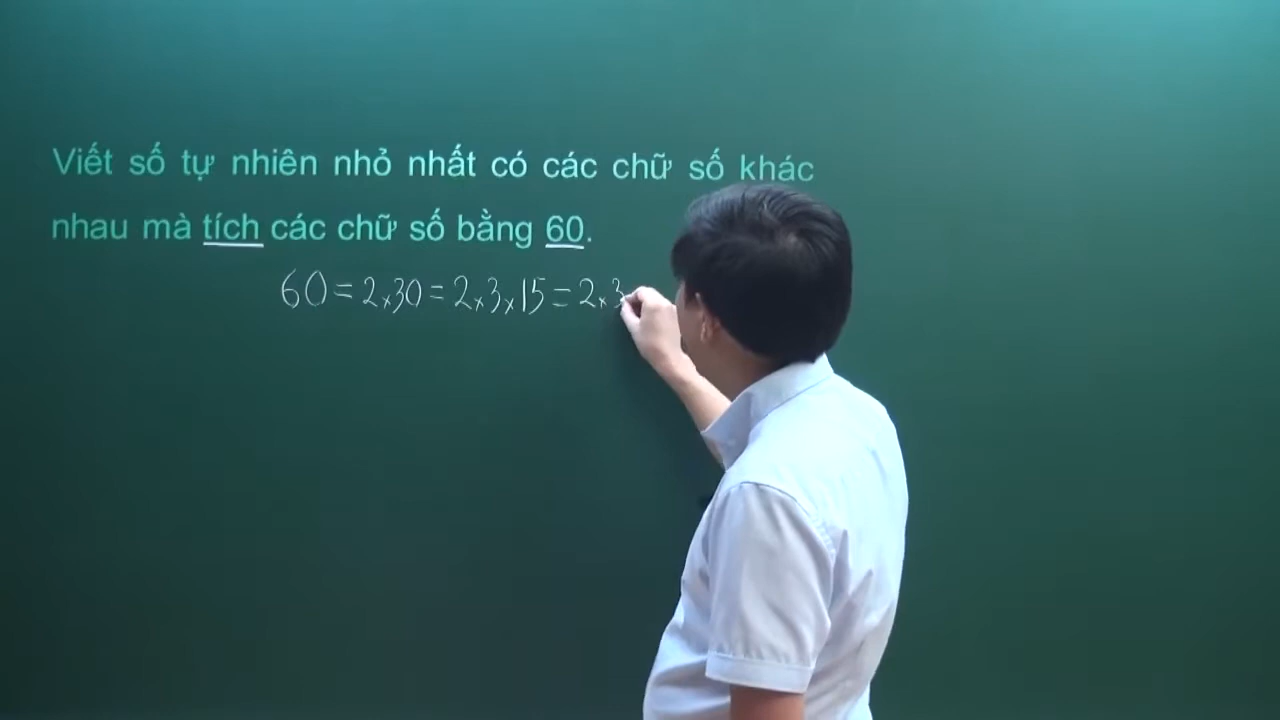 Viết số tự nhiên nhỏ nhất có các chữ số khác
nhau mà tích các chữ số bằng 60.
60 = 2 x 30 = 2 x 3 x 15 = 2 x 3